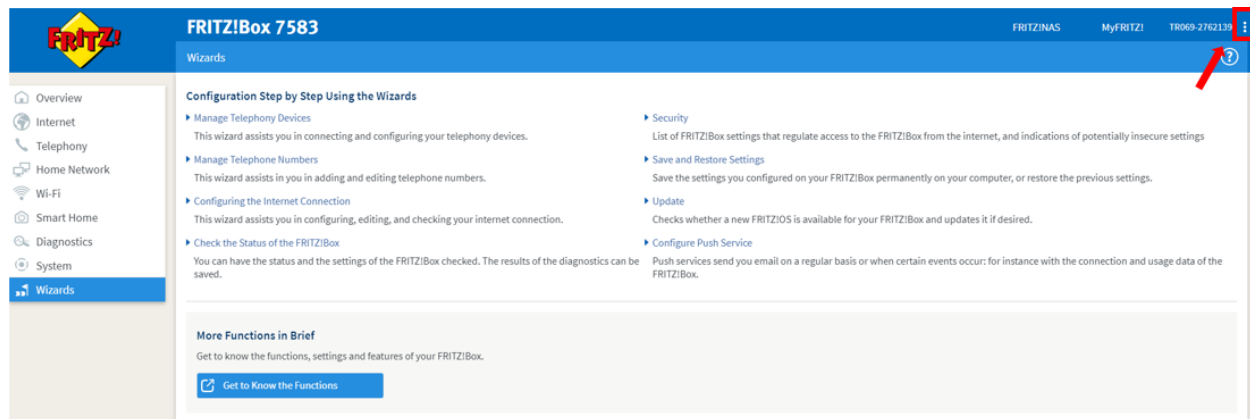 FRITZ!
FRITZ!Box 7583
FRITZ!NAS
MyFRITZ!
TR069-2762139
Wizards
Overview
Internet
Telephony
Home Network
Wi-Fi
Smart Home
Diagnostics
System
Wizards
Configuration Step by Step Using the Wizards
Manage Telephony Devices
This wizard assists you in connecting and configuring your telephony devices.
Manage Telephone Numbers
This wizard assists in you in adding and editing telephone numbers.
Configuring the Internet Connection
This wizard assists you in configuring, editing, and checking your internet connection.
Check the Status of the FRITZ!Box
You can have the status and the settings of the FRITZ!Box checked. The results of the diagnostics can be
saved.
Security
List of FRITZ!Box settings that regulate access to the FRITZ!Box from the internet, and indications of potentially insecure settings
Save and Restore Settings
Save the settings you configured on your FRITZ!Box permanently on your computer, or restore the previous settings.
Update
Checks whether a new FRITZ!OS is available for your FRITZ!Box and updates it if desired.
Configure Push Service
Push services send you email on a regular basis or when certain events occur: for instance with the connection and usage data of the
FRITZ!Box.
More Functions in Brief
Get to know the functions, settings and features of your FRITZ!Box.
Get to Know the Functions